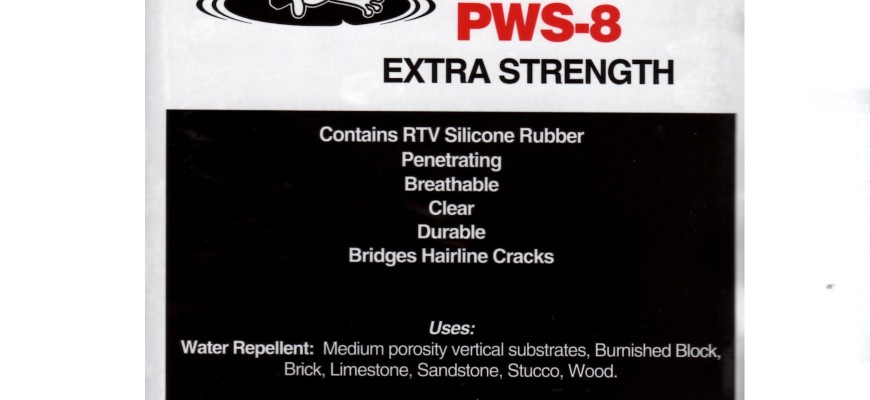 PWS-8
EXTRA STRENGTH
Contains RTV Silicone Rubber
Penetrating
Breathable
Clear
Durable
Bridges Hairline Cracks
Uses:
Water Repellent: Medium porosity vertical substrates, Burnished Block,
Brick, Limestone, Sandstone, Stucco, Wood.